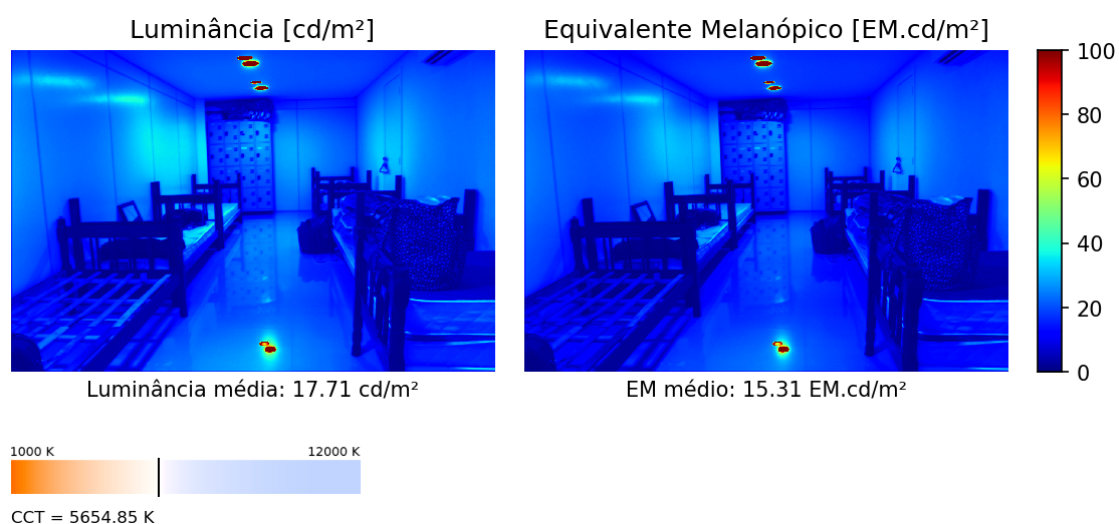 Luminância [cd/m²]
Equivalente Melanópico [EM.cd/m²]
100
80
60
40
20
0
Luminância média: 17.71 cd/m²
EM médio: 15.31 EM.cd/m²
1000 K
12000 K
CCT = 5654.85 K